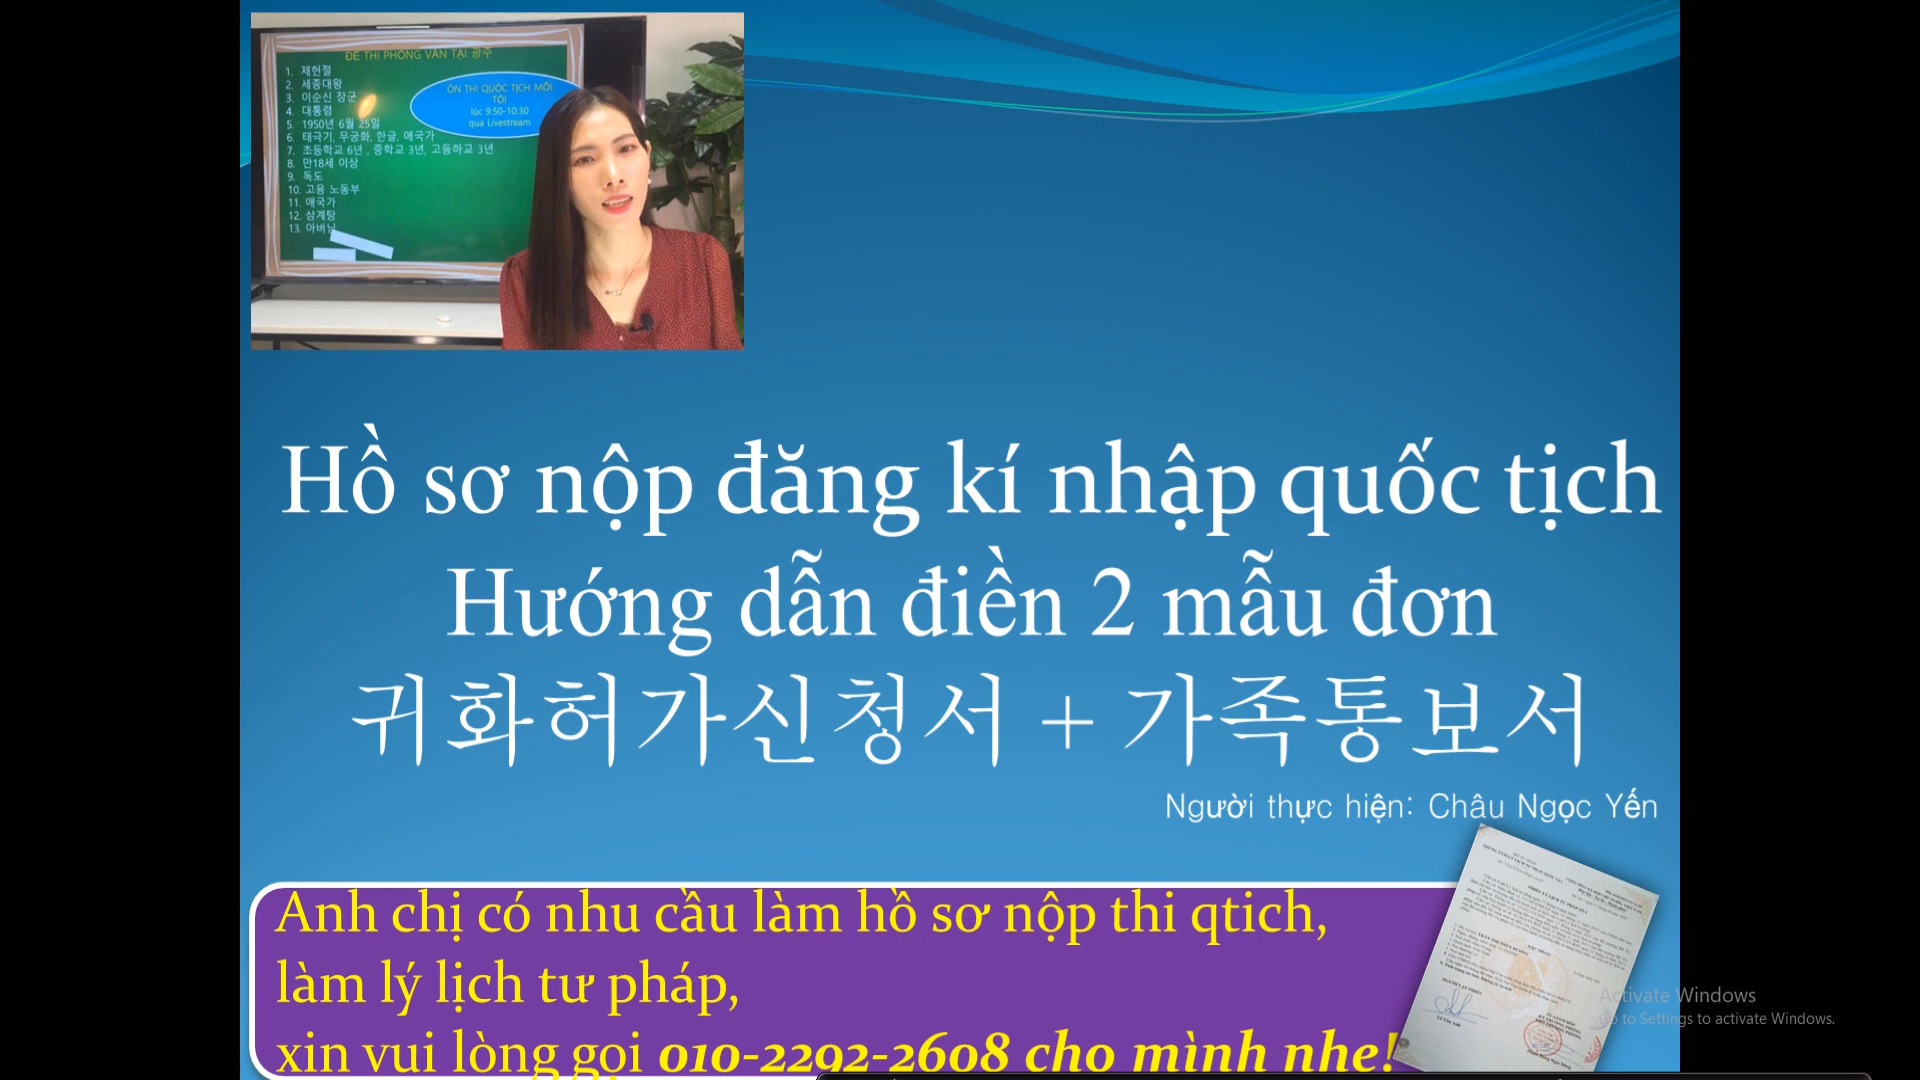 ĐỀ THI PHỎNG VẤN TẠI 광주
1. 제헌절
2. 세종대왕
3. 이순신 장군
4. 대통령
5. 1950년 6월 25일
6. 태극기, 무궁화, 한글, 애국가
7. 초등학교 6년 , 중학교 3년, 고등하교 3년
8. 만18세 이상
9. 독도
10. 고용 노동부
11. 애국가
12. 삼계탕
13. 아버님
ÔN THI QUỐC TỊCH MỖI
TỐI
lúc 9:50-10:30
qua Livestream
Hồ sơ nộp đăng kí nhập quốc tịch
Hướng dẫn điền 2 mẫu đơn
귀화허가신청서 + 가족통보서
Người thực hiện: Châu Ngọc Yến
Anh chị có nhu cầu làm hồ sơ nộp thi qtich,
làm lý lịch tư pháp,
xin vui lòng gọi 010-2292-2608 cho mình nhe!
Activate Windows
Go to Settings to activate Windows.